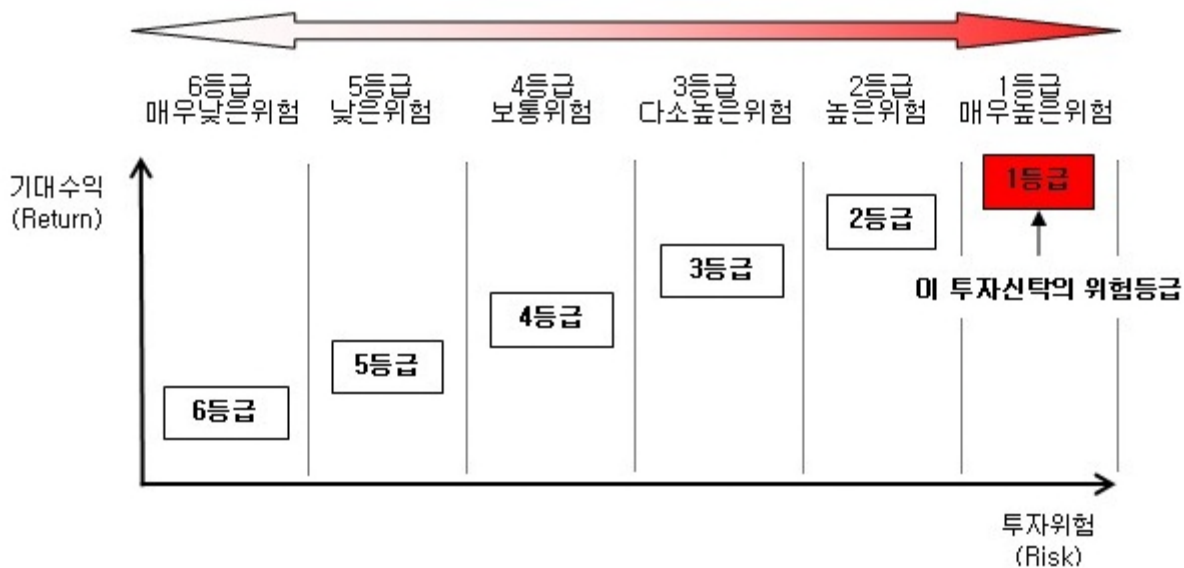 6등급
매우낮은위험
5등급
낮은위험
4등급
보통위험
3등급
다소높은위험
2등급
높은위험
1등급
매우높은위험
기대수익
(Return)
1등급
2등급
3등급
이 투자신탁의 위험등급
4등급
5등급
6등급
투자위험
(Risk)